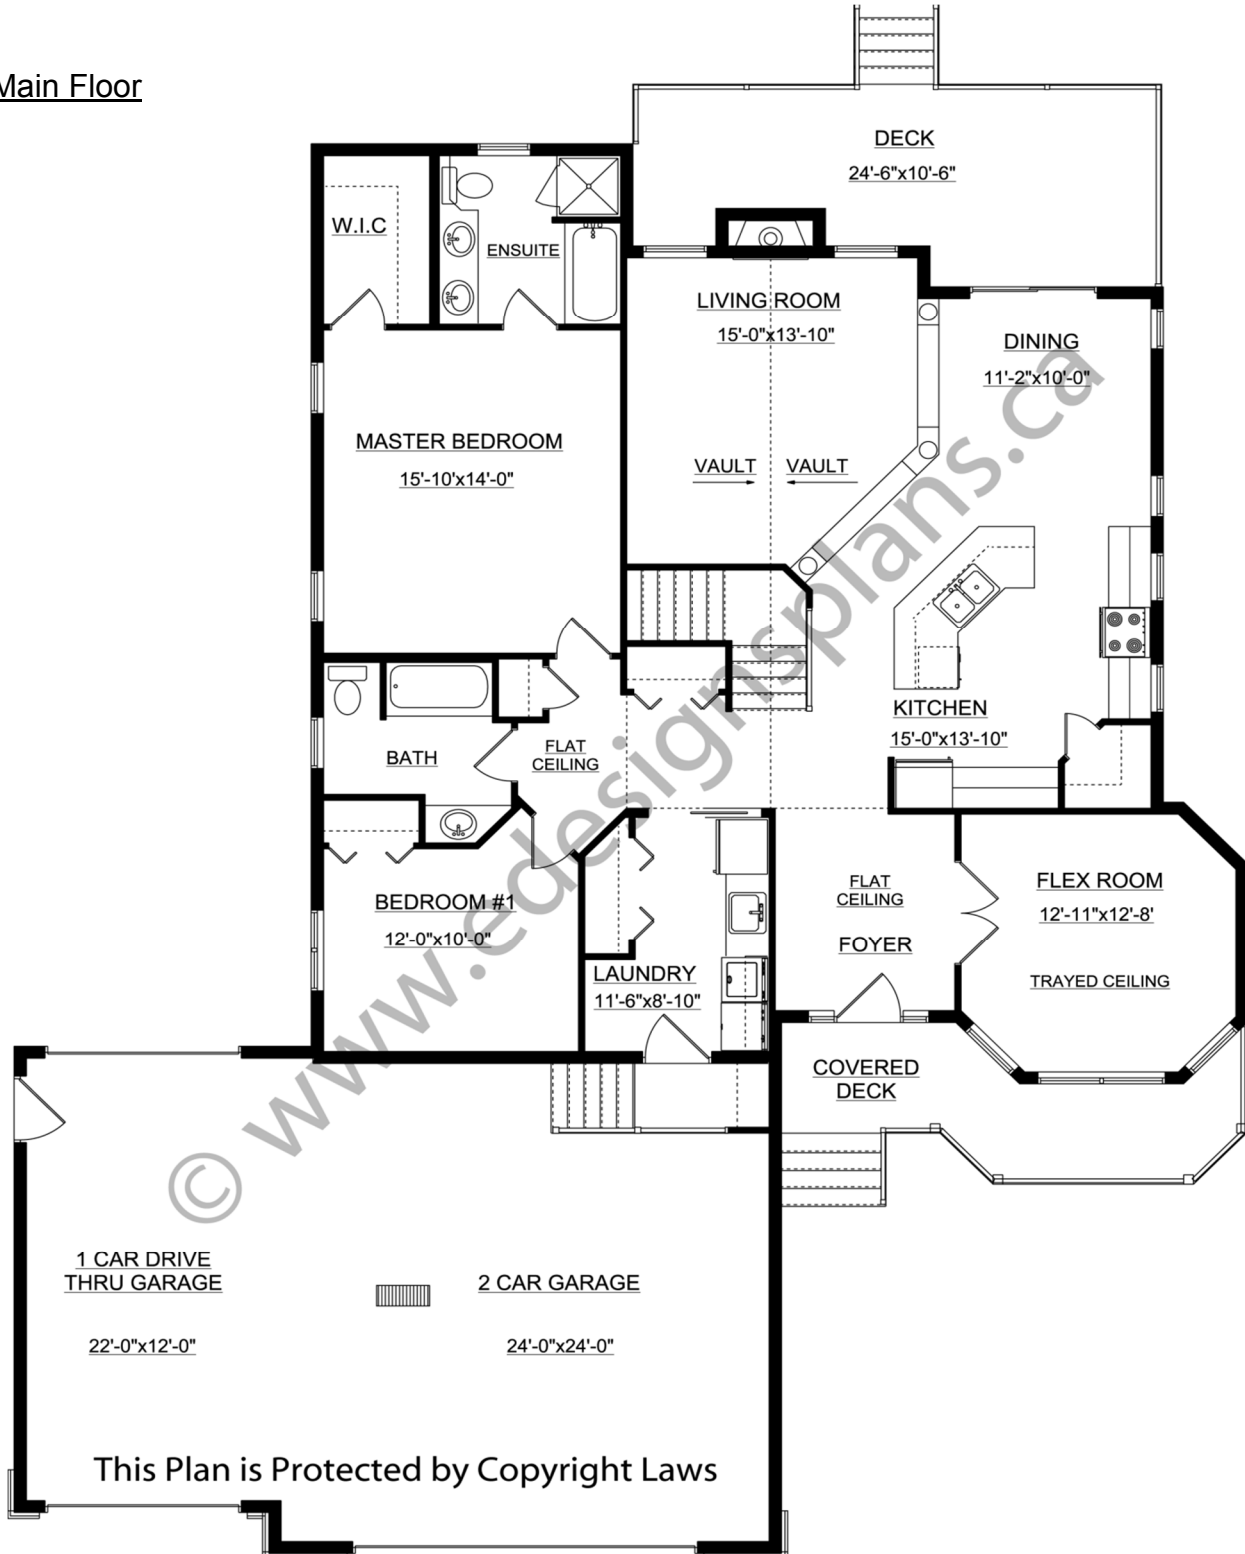 Main Floor
DECK
24'-6"x10'-6"
W.I.C
ENSUITE
LIVING ROOM
15'-0"x13'-10"
DINING
11'-2"x10'-0"
MASTER BEDROOM
15'-10'x14'-0"
VAULT
VAULT
KITCHEN
15'-0"x13'-10"
BATH
FLAT
CEILING
BEDROOM #1
12'-0"x10'-0"
FLAT
CEILING
FOYER
FLEX ROOM
12'-11"x12'-8'
TRAYED CEILING
LAUNDRY
11'-6"x8'-10"
COVERED
DECK
1 CAR DRIVE
THRU GARAGE
22'-0"x12'-0"
2 CAR GARAGE
24'-0"x24'-0"
© www.edesignsplans.ca
This Plan is Protected by Copyright Laws